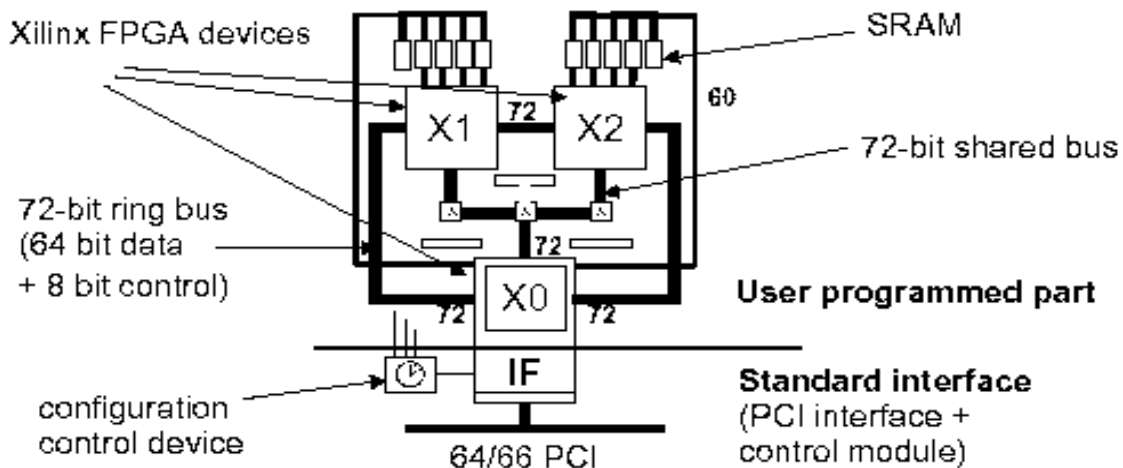 Xilinx FPGA devices
SRAM
60
X1
72
X2
72-bit shared bus
72-bit ring bus
(64 bit data
+ 8 bit control)
72
X0
72
72
User programmed part
IF
Standard interface
(PCI interface +
control module)
configuration
control device
64/66 PCI